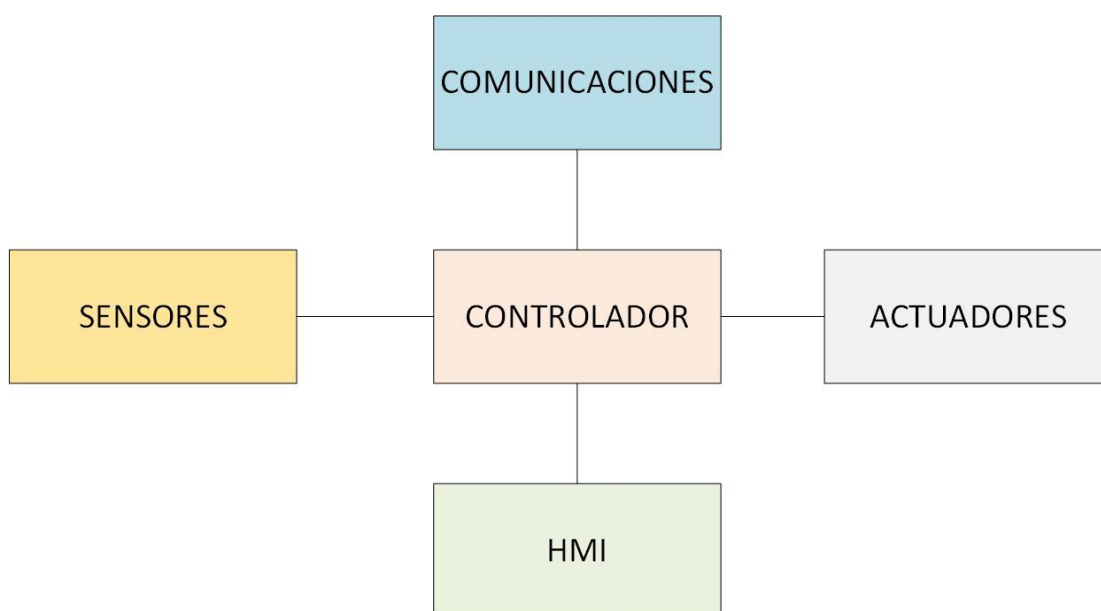 COMUNICACIONES
SENSORES
CONTROLADOR
ACTUADORES
HMI